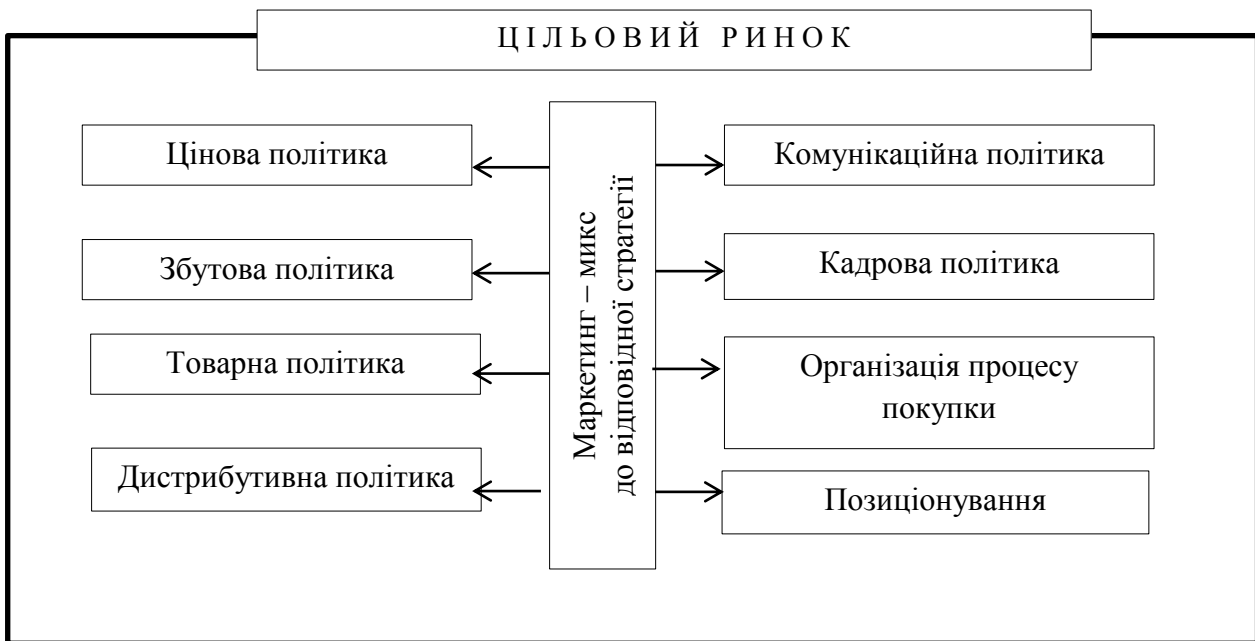 ЦІЛЬОВИЙ РИНОК
Цінова політика
Збутова політика
Товарна політика
Дистрибутивна політика
Маркетинг – микс
до відповідної стратегії
Комунікаційна політика
Кадрова політика
Організація процесу
покупки
Позиціонування